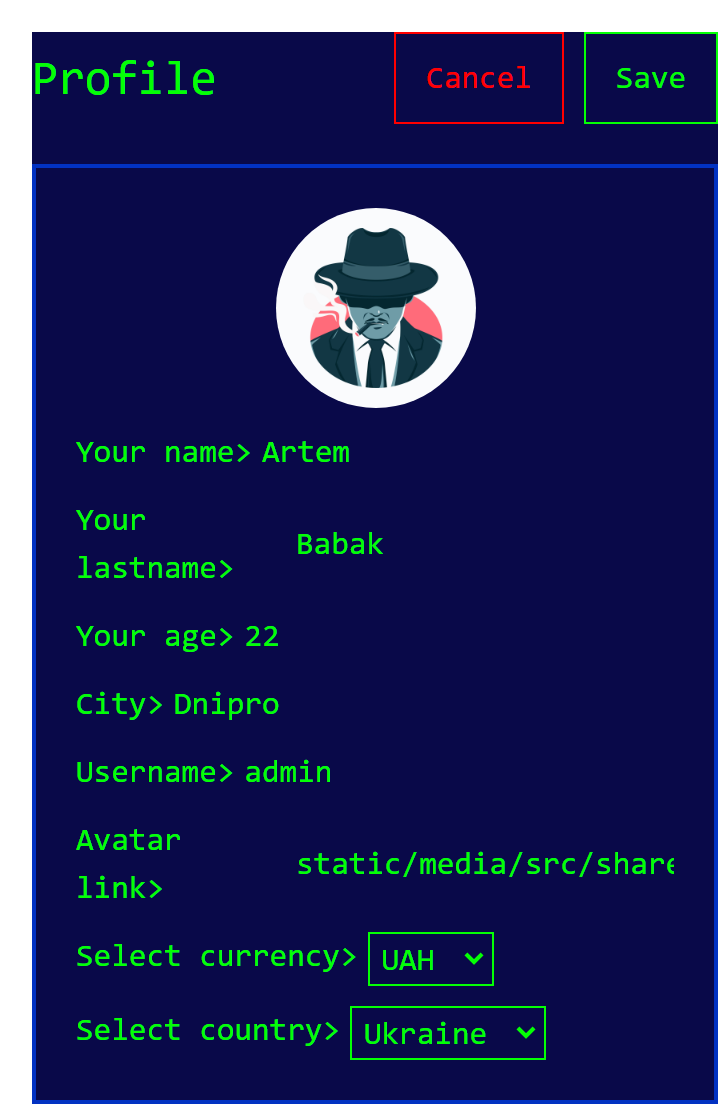 Profile
Cancel
Save
Your name> Artem
Your
lastname>
Babak
Your age> 22
City> Dnipro
Username> admin
Avatar
link>
static/media/src/share
Select currency> UAH
Select country> Ukraine